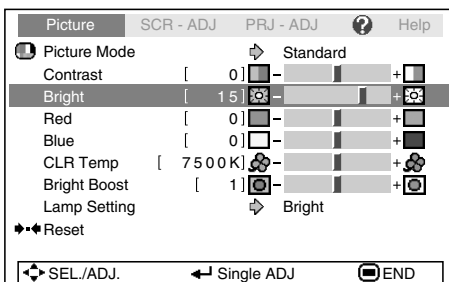 Picture SCR - ADJ PRJ - ADJ ? Help
Picture Mode Standard
Contrast [ 0 ] - +
Bright [ 15 ] - +
Red [ 0 ] - +
Blue [ 0 ] - +
CLR Temp [ 7500K ] - +
Bright Boost [ 1 ] - +
Lamp Setting Bright
Reset
SEL./ADJ. Single ADJ END